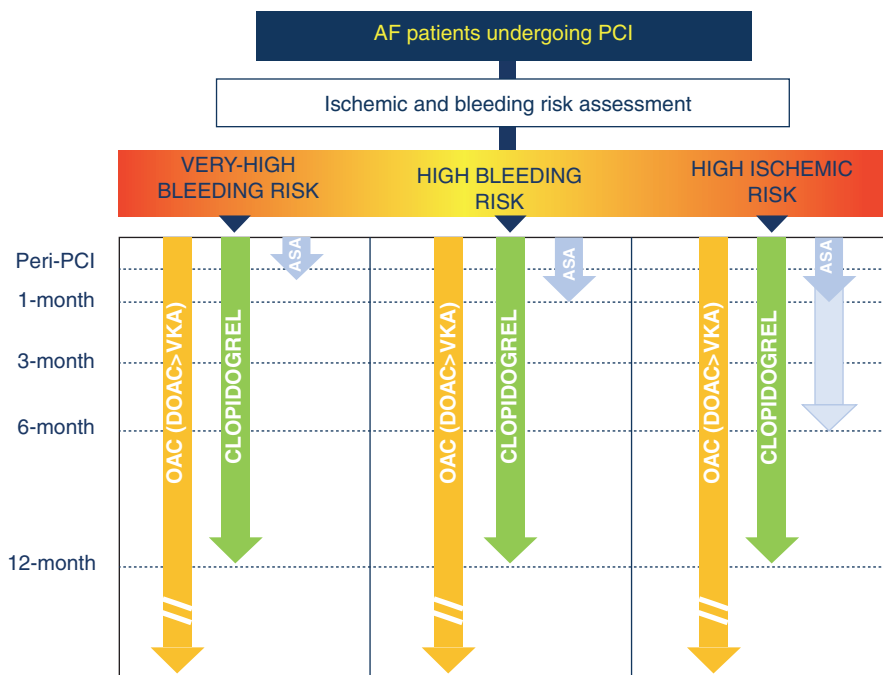 AF patients undergoing PCI
Ischemic and bleeding risk assessment
VERY-HIGH
BLEEDING RISK
HIGH BLEEDING
RISK
HIGH ISCHEMIC
RISK
Peri-PCI
1-month
3-month
6-month
12-month
OAC (DOAC>VKA)
CLOPIDOGREL
ASA
OAC (DOAC>VKA)
CLOPIDOGREL
ASA
OAC (DOAC>VKA)
CLOPIDOGREL
ASA